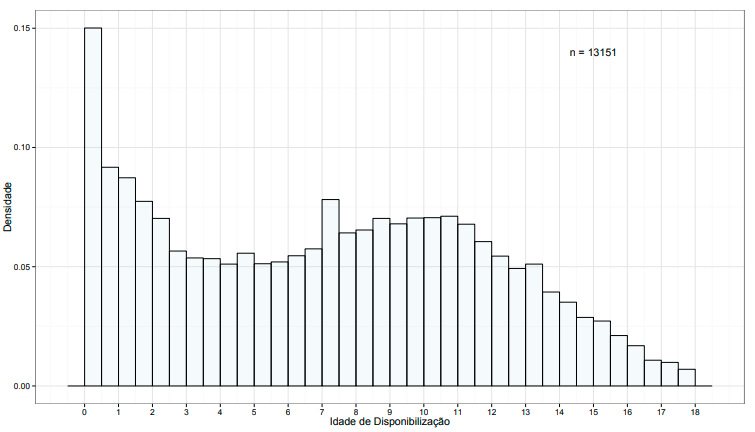 0.15
n = 13151
0.10
Densidade
0.05
0.00
0 1 2 3 4 5 6 7 8 9 10 11 12 13 14 15 16 17 18
Idade de Disponibilização